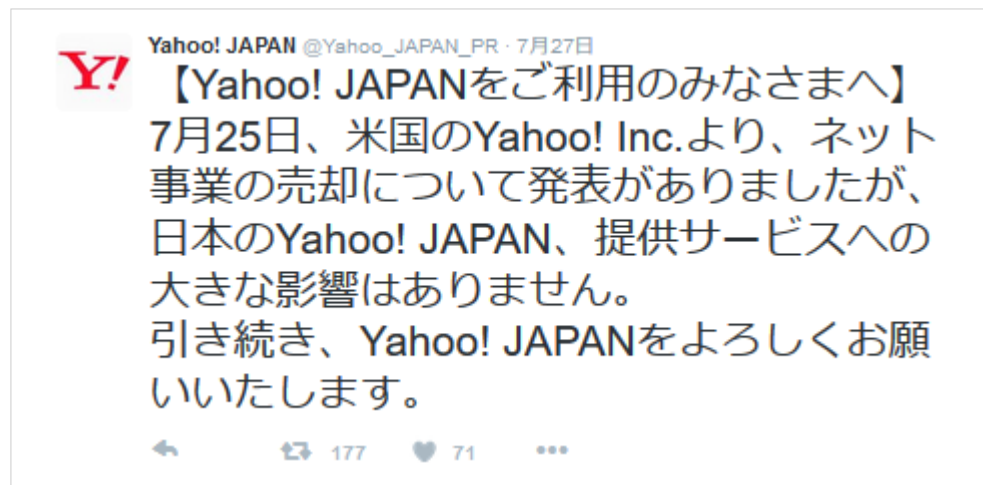 Y!
Yahoo! JAPAN @Yahoo_JAPAN_PR · 7月27日
【Yahoo! JAPANをご利用のみなさまへ】
7月25日、米国のYahoo! Inc.より、ネット
事業の売却について発表がありましたが、
日本のYahoo! JAPAN、提供サービスへの
大きな影響はありません。
引き続き、Yahoo! JAPANをよろしくお願
いいたします。
177 71 •••